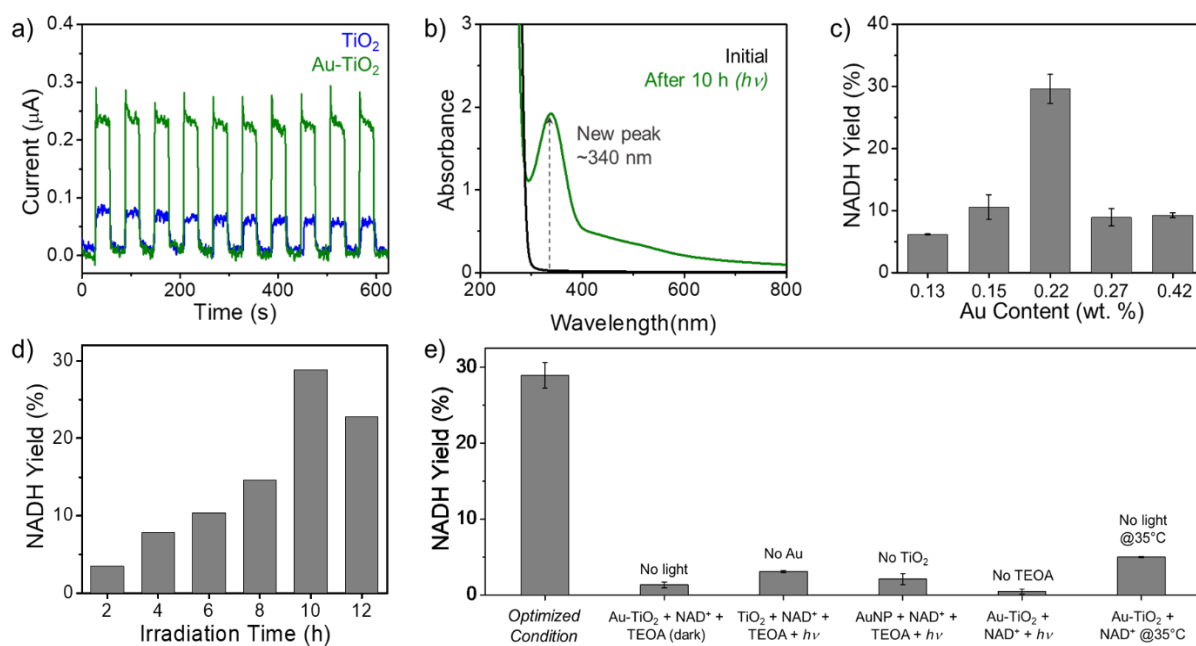 a)
TiO₂
Au-TiO₂
Current (µA)
0.4
0.3
0.2
0.1
0.0
0 200 400 600
Time (s)
b)
Initial
After 10 h (hν)
New peak
~340 nm
Absorbance
3
2
1
0
200 400 600 800
Wavelength(nm)
c)
NADH Yield (%)
40
30
20
10
0
0.13 0.15 0.22 0.27 0.42
Au Content (wt. %)
d)
NADH Yield (%)
30
20
10
0
2 4 6 8 10 12
Irradiation Time (h)
e)
NADH Yield (%)
30
20
10
0
No light
No Au
No TiO₂
No TEOA
No light
@35°C
Optimized
Condition
Au-TiO₂ + NAD⁺ +
TEOA (dark)
TiO₂ + NAD⁺ +
TEOA + hν
AuNP + NAD⁺ +
TEOA + hν
Au-TiO₂ +
NAD⁺ + hν
Au-TiO₂ +
NAD⁺ @35°C